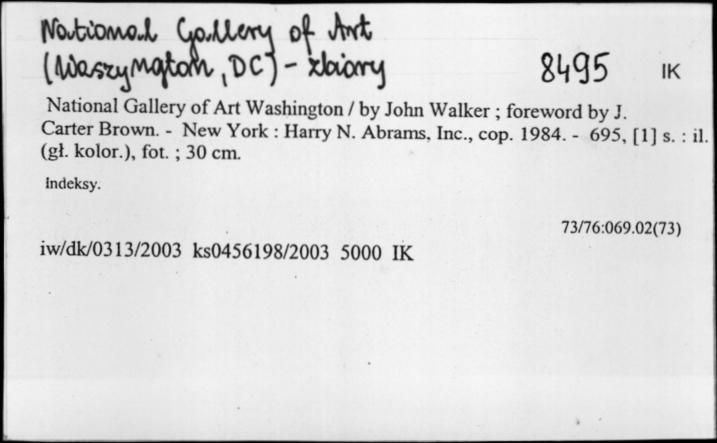 National Gallery of Art
(Waszyngton, DC) - zbiory
8495 IK
National Gallery of Art Washington / by John Walker ; foreword by J.
Carter Brown. - New York : Harry N. Abrams, Inc., cop. 1984. - 695, [1] s. : il.
(gł. kolor.), fot. ; 30 cm.
Indeksy.
73/76:069.02(73)
iw/dk/0313/2003 ks0456198/2003 5000 IK